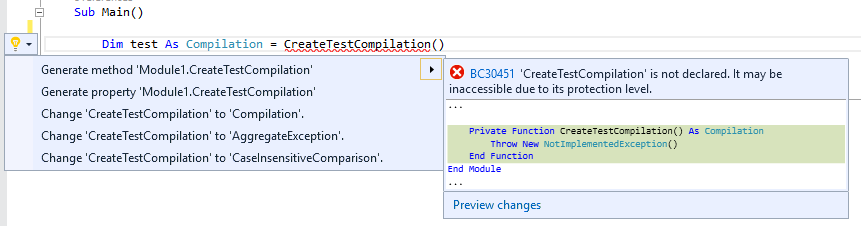 Sub Main()
Dim test As Compilation = CreateTestCompilation()
Generate method 'Module1.CreateTestCompilation'
Generate property 'Module1.CreateTestCompilation'
Change 'CreateTestCompilation' to 'Compilation'.
Change 'CreateTestCompilation' to 'AggregateException'.
Change 'CreateTestCompilation' to 'CaseInsensitiveComparison'.
BC30451 'CreateTestCompilation' is not declared. It may be
inaccessible due to its protection level.
...
Private Function CreateTestCompilation() As Compilation
Throw New NotImplementedException()
End Function
End Module
...
Preview changes